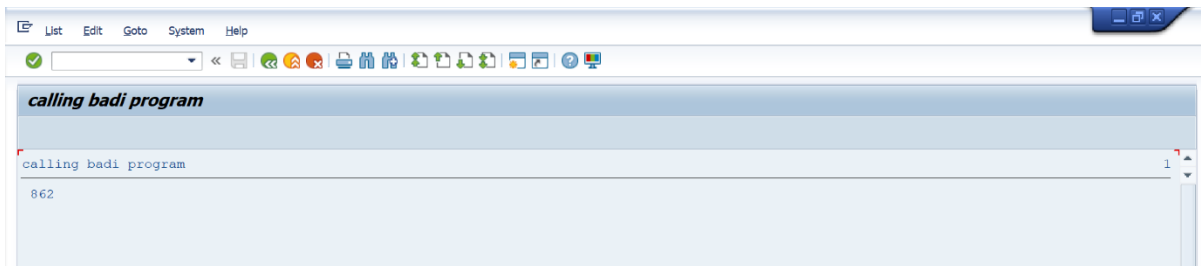 List Edit Goto System Help
calling badi program
calling badi program 1
862